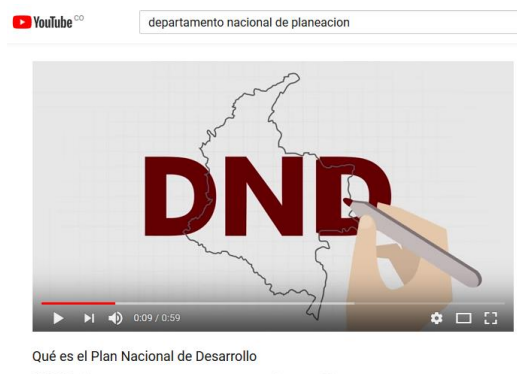 YouTube CO
departamento nacional de planeacion
DND
0:09 / 0:59
Qué es el Plan Nacional de Desarrollo